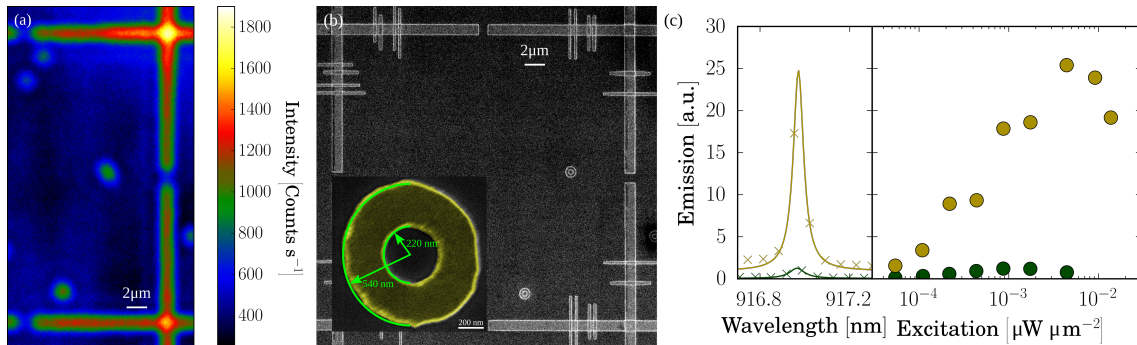 (a)
2μm
1800
1600
1400
1200
1000
800
600
400
Intensity [Counts s⁻¹]
(b)
2μm
220 nm
540 nm
200 nm
(c)
Emission [a.u.]
30
25
20
15
10
5
0
916.8
917.2
Wavelength [nm]
10⁻⁴
10⁻³
10⁻²
Excitation [μW μm⁻²]